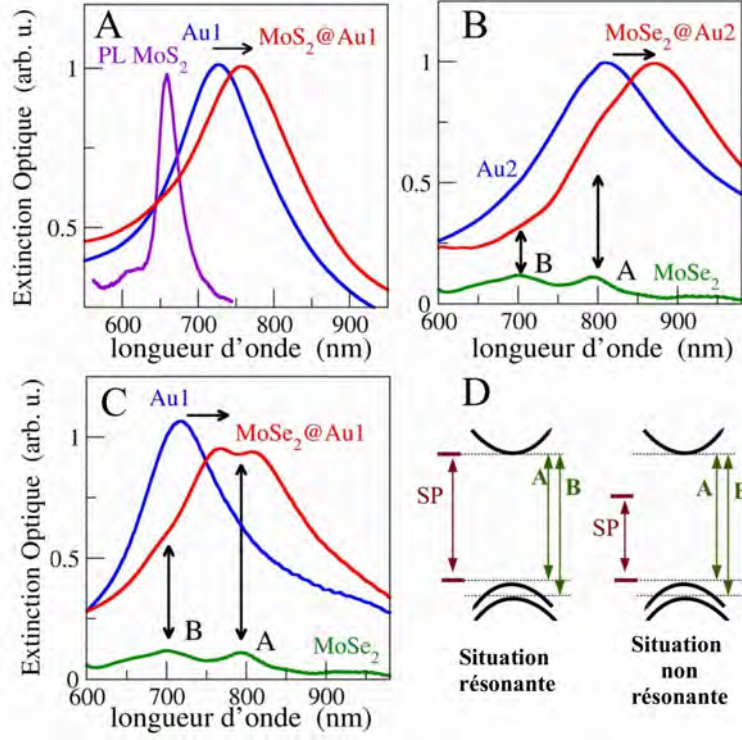 A
Au1
MoS2@Au1
PL MoS2
1
0.5
Extinction Optique (arb. u.)
600
700
800
900
longueur d'onde (nm)
B
MoSe2@Au2
1
Au2
0.5
B
A
MoSe2
0
600
700
800
900
longueur d'onde (nm)
C
Au1
MoSe2@Au1
1
0.5
Extinction Optique (arb. u.)
B
A
MoSe2
0
600
700
800
900
longueur d'onde (nm)
D
SP
A
B
SP
A
B
Situation
résonante
Situation
non
résonante